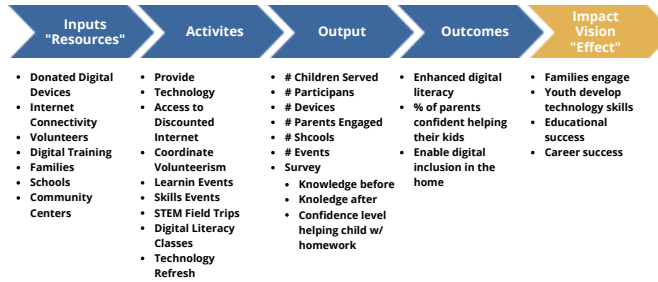 Inputs
"Resources"
Activites
Output
Outcomes
Impact
Vision
"Effect"
• Donated Digital
Devices
• Internet
Connectivity
• Volunteers
• Digital Training
• Families
• Schools
• Community
Centers
• Provide
• Technology
• Access to
Discounted
Internet
• Coordinate
Volunteerism
• Learnin Events
• Skills Events
• STEM Field Trips
• Digital Literacy
Classes
• Technology
Refresh
• # Children Served
• # Participans
• # Devices
• # Parents Engaged
• # Shcools
• # Events
• Survey
• Knowledge before
• Knoledge after
• Confidence level
helping child w/
homework
• Enhanced digital
literacy
• % of parents
confident helping
their kids
• Enable digital
inclusion in the
home
• Families engage
• Youth develop
technology skills
• Educational
success
• Career success